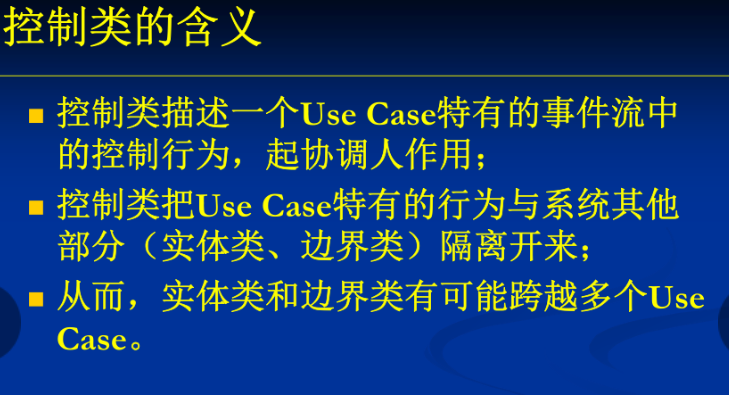 控制类的含义
控制类描述一个Use Case特有的事件流中
的控制行为，起协调人作用；
控制类把Use Case特有的行为与系统其他
部分（实体类、边界类）隔离开来；
从而，实体类和边界类有可能跨越多个Use
Case。